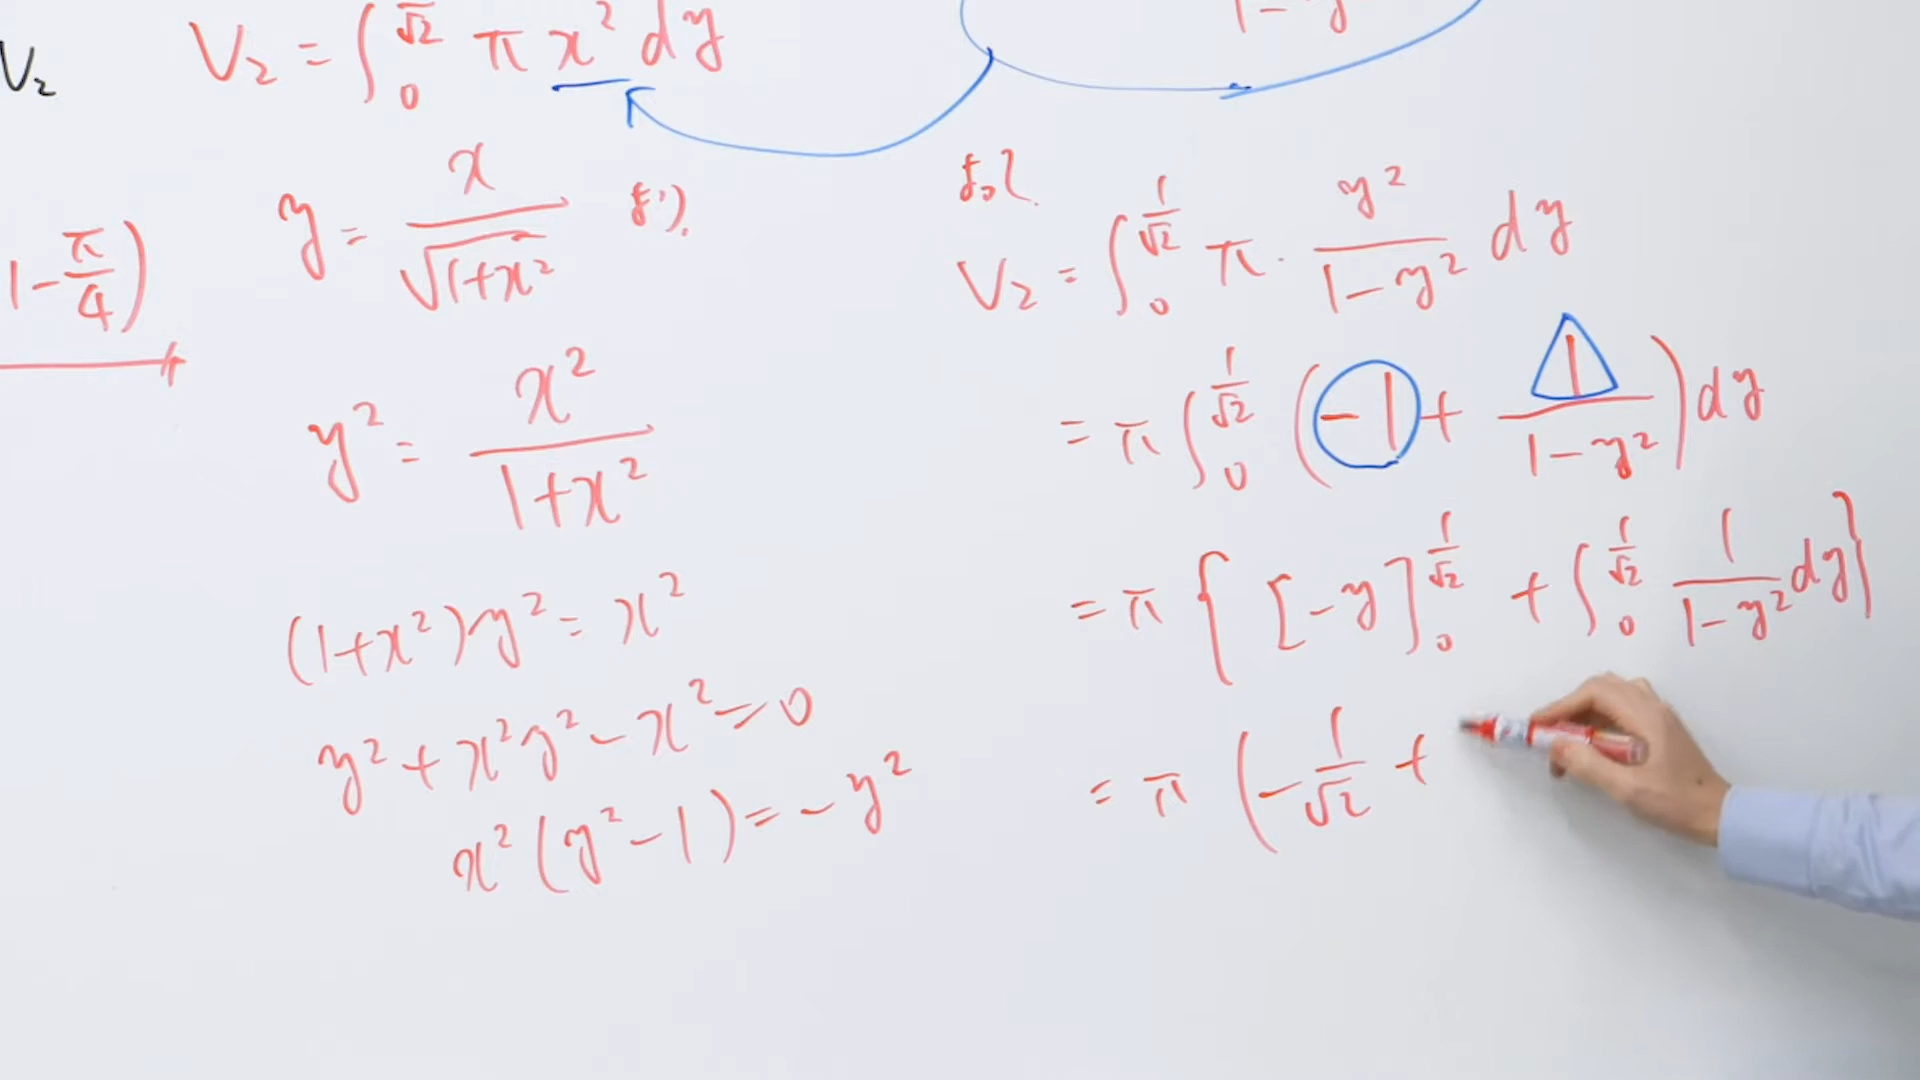 V₂
V₂ = ∫₀^{√2} π x² dy
1 - y
1 - π/4)
y = x/√(1+x²) より.
y² = x²/(1+x²)
(1+x²)y² = x²
y² + x²y² - x² = 0
x²(y² - 1) = -y²
よって.
V₂ = ∫₀^{1/√2} π · y²/(1-y²) dy
= π ∫₀^{1/√2} (-1 + 1/(1-y²)) dy
= π { [-y]₀^{1/√2} + ∫₀^{1/√2} 1/(1-y²) dy }
= π (-1/√2 +